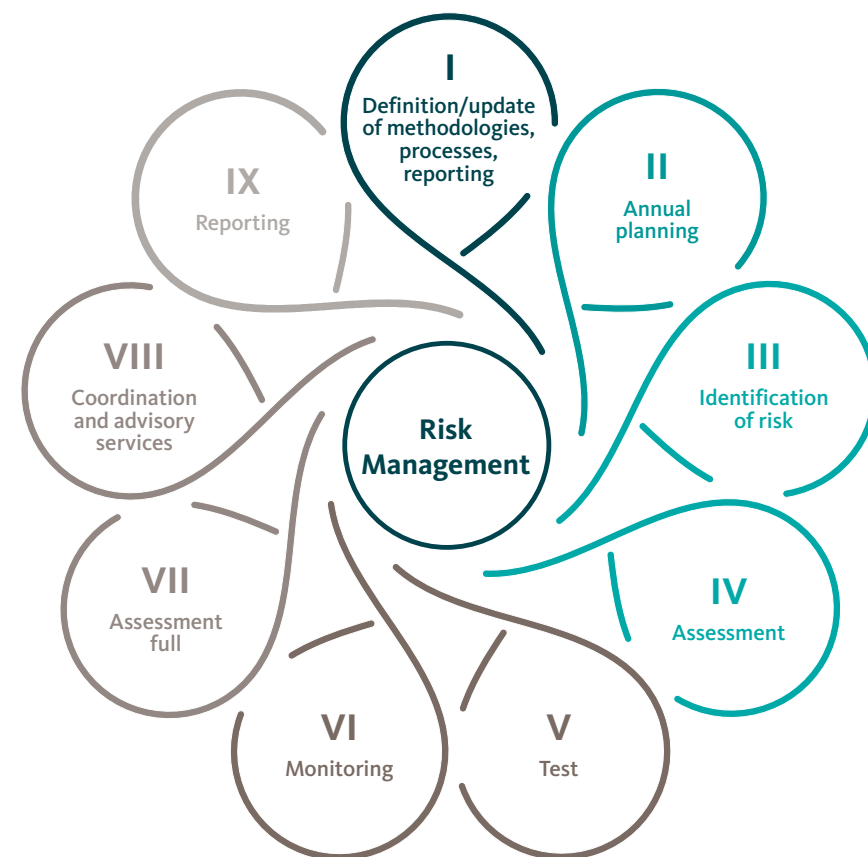 I
Definition/update
of methodologies,
processes,
reporting
II
Annual
planning
III
Identification
of risk
IV
Assessment
V
Test
VI
Monitoring
VII
Assessment
full
VIII
Coordination
and advisory
services
IX
Reporting
Risk
Management